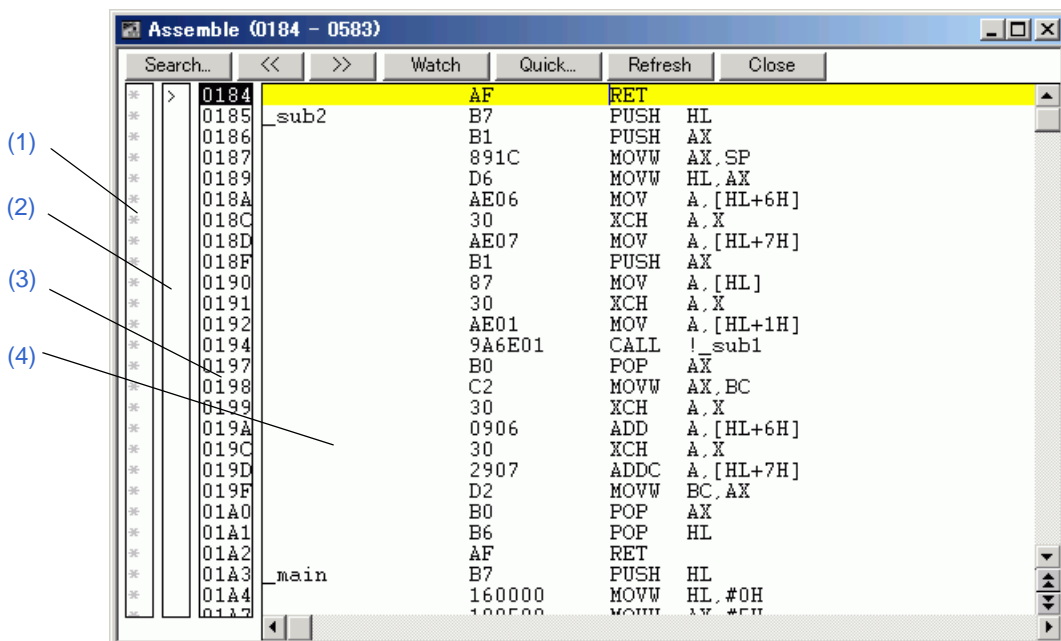 Assemble (0184 - 0583)
Search... << >> Watch Quick... Refresh Close
* > 0184 AF RET
* 0185 _sub2 B7 PUSH HL
* 0186 B1 PUSH AX
* 0187 891C MOVW AX,SP
* 0189 D6 MOVW HL,AX
* 018A AE06 MOV A,[HL+6H]
* 018C 30 XCH A,X
* 018D AE07 MOV A,[HL+7H]
* 018F B1 PUSH AX
* 0190 87 MOV A,[HL]
* 0191 30 XCH A,X
* 0192 AE01 MOV A,[HL+1H]
* 0194 9A6E01 CALL !_sub1
* 0197 B0 POP AX
* 0198 C2 MOVW AX,BC
* 0199 30 XCH A,X
* 019A 0906 ADD A,[HL+6H]
* 019C 30 XCH A,X
* 019D 2907 ADDC A,[HL+7H]
* 019F D2 MOVW BC,AX
* 01A0 B0 POP AX
* 01A1 B6 POP HL
* 01A2 AF RET
* 01A3 _main B7 PUSH HL
* 01A4 160000 MOVW HL,#0H
(1)
(2)
(3)
(4)